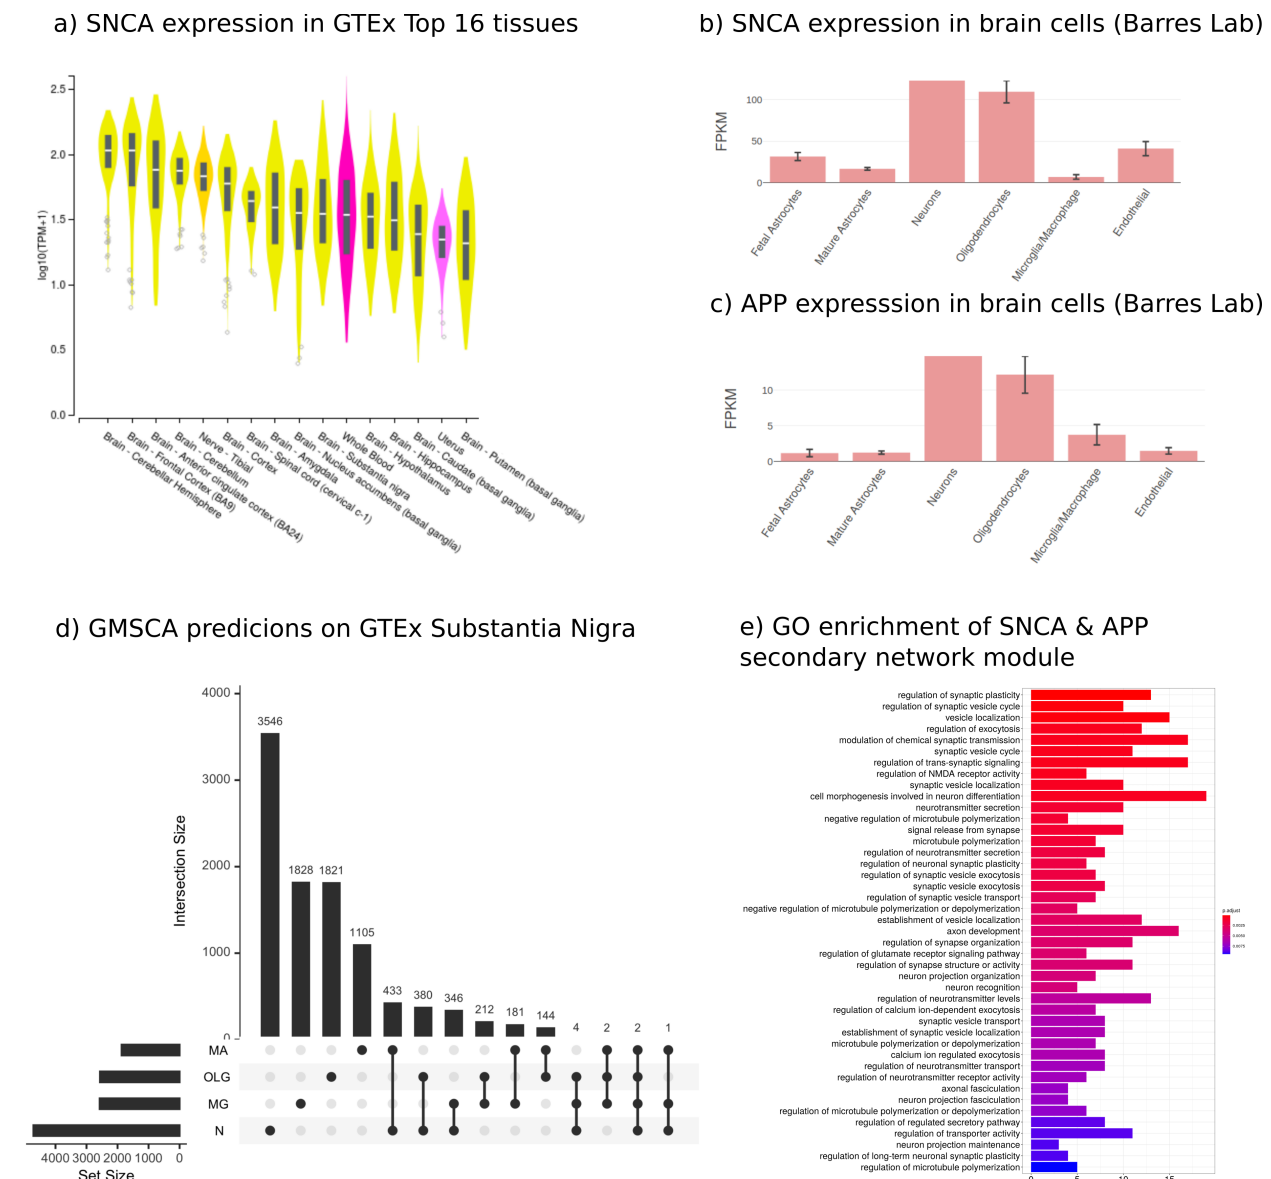 a) SNCA expression in GTEx Top 16 tissues
log10(TPM+1)
2.5
2.0
1.5
1.0
0.5
0.0
Brain - Cerebellar Hemisphere
Brain - Frontal Cortex (BA9)
Brain - Anterior cingulate cortex (BA24)
Brain - Cerebellum
Nerve - Tibial
Brain - Cortex
Brain - Spinal cord (cervical c-1)
Brain - Amygdala
Brain - Nucleus accumbens (basal ganglia)
Brain - Substantia nigra
Whole Blood
Brain - Hypothalamus
Brain - Hippocampus
Brain - Caudate (basal ganglia)
Uterus
Brain - Putamen (basal ganglia)
b) SNCA expression in brain cells (Barres Lab)
FPKM
100
50
0
Fetal Astrocytes
Mature Astrocytes
Neurons
Oligodendrocytes
Microglia/Macrophage
Endothelial
c) APP expresssion in brain cells (Barres Lab)
FPKM
10
5
0
Fetal Astrocytes
Mature Astrocytes
Neurons
Oligodendrocytes
Microglia/Macrophage
Endothelial
d) GMSCA predicions on GTEx Substantia Nigra
Intersection Size
4000
3000
2000
1000
0
3546
1828
1821
1105
433
380
346
212
181
144
4
2
2
1
MA
OLG
MG
N
4000 3000 2000 1000 0
Set Size
e) GO enrichment of SNCA & APP
secondary network module
regulation of synaptic plasticity
regulation of synaptic vesicle cycle
vesicle localization
regulation of exocytosis
modulation of chemical synaptic transmission
synaptic vesicle cycle
regulation of trans-synaptic signaling
regulation of NMDA receptor activity
synaptic vesicle localization
cell morphogenesis involved in neuron differentiation
neurotransmitter secretion
negative regulation of microtubule polymerization
signal release from synapse
microtubule polymerization
regulation of neurotransmitter secretion
regulation of neuronal synaptic plasticity
regulation of synaptic vesicle exocytosis
synaptic vesicle exocytosis
regulation of synaptic vesicle transport
negative regulation of microtubule polymerization or depolymerization
establishment of vesicle localization
axon development
regulation of synapse organization
regulation of glutamate receptor signaling pathway
regulation of synapse structure or activity
neuron projection organization
neuron recognition
regulation of neurotransmitter levels
regulation of calcium ion-dependent exocytosis
synaptic vesicle transport
establishment of synaptic vesicle localization
microtubule polymerization or depolymerization
calcium ion regulated exocytosis
regulation of neurotransmitter transport
regulation of neurotransmitter receptor activity
axonal fasciculation
neuron projection fasciculation
regulation of microtubule polymerization or depolymerization
regulation of regulated secretory pathway
regulation of transporter activity
neuron projection maintenance
regulation of long-term neuronal synaptic plasticity
regulation of microtubule polymerization
0 5 10 15
p.adjust
0.0025
0.0050
0.0075